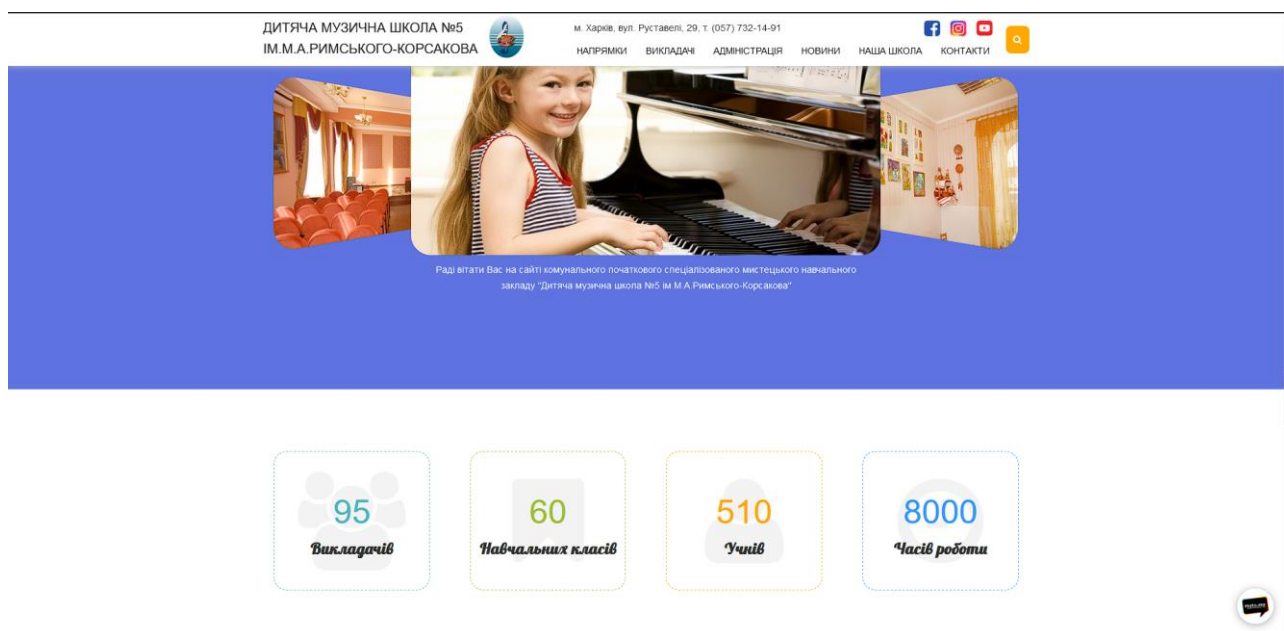 ДИТЯЧА МУЗИЧНА ШКОЛА №5
ІМ.М.А.РИМСЬКОГО-КОРСАКОВА
м. Харків, вул. Руставелі, 29, т. (057) 732-14-91
НАПРЯМКИ ВИКЛАДАЧІ АДМІНІСТРАЦІЯ НОВИНИ НАША ШКОЛА КОНТАКТИ
Раді вітати Вас на сайті комунального початкового спеціалізованого мистецького навчального
закладу "Дитяча музична школа №5 ім.М.А.Римського-Корсакова"
95
Викладачів
60
Навчальних класів
510
Учнів
8000
Часів роботи